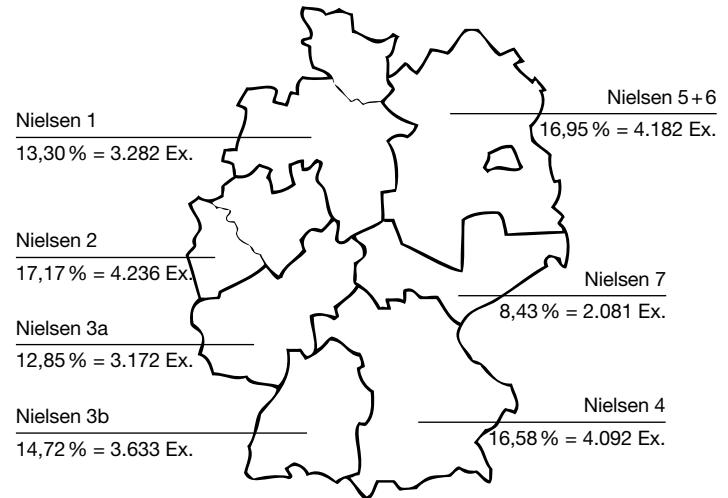 Nielsen 1
13,30 % = 3.282 Ex.
Nielsen 2
17,17 % = 4.236 Ex.
Nielsen 3a
12,85 % = 3.172 Ex.
Nielsen 3b
14,72 % = 3.633 Ex.
Nielsen 5+6
16,95 % = 4.182 Ex.
Nielsen 7
8,43 % = 2.081 Ex.
Nielsen 4
16,58 % = 4.092 Ex.